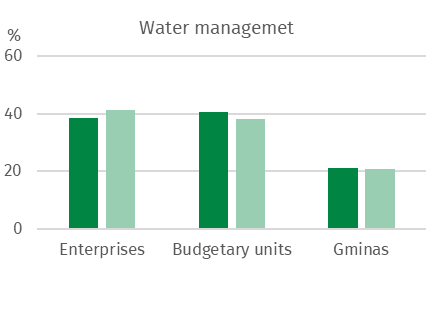 Water managemet
%
60
40
20
0
Enterprises Budgetary units Gminas